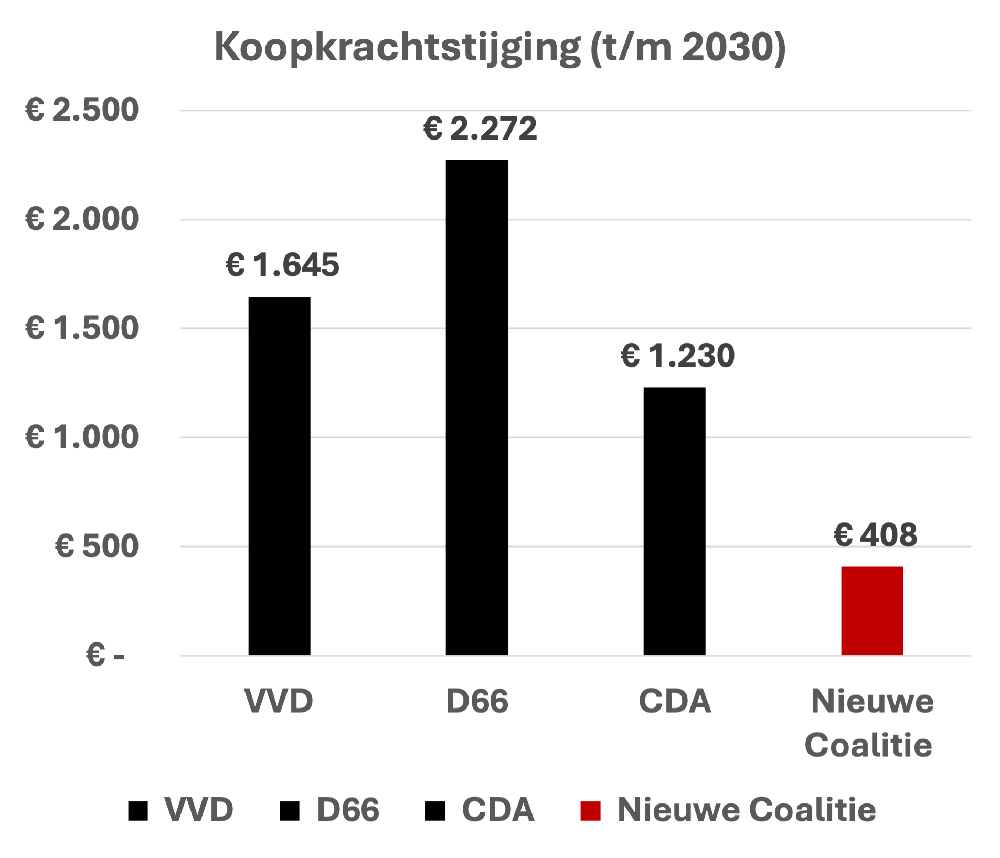 Koopkrachtstijging (t/m 2030)
€ 2.500
€ 2.272
€ 2.000
€ 1.645
€ 1.500
€ 1.230
€ 1.000
€ 408
€ 500
€ -
VVD D66 CDA Nieuwe
Coalitie
VVD D66 CDA Nieuwe Coalitie